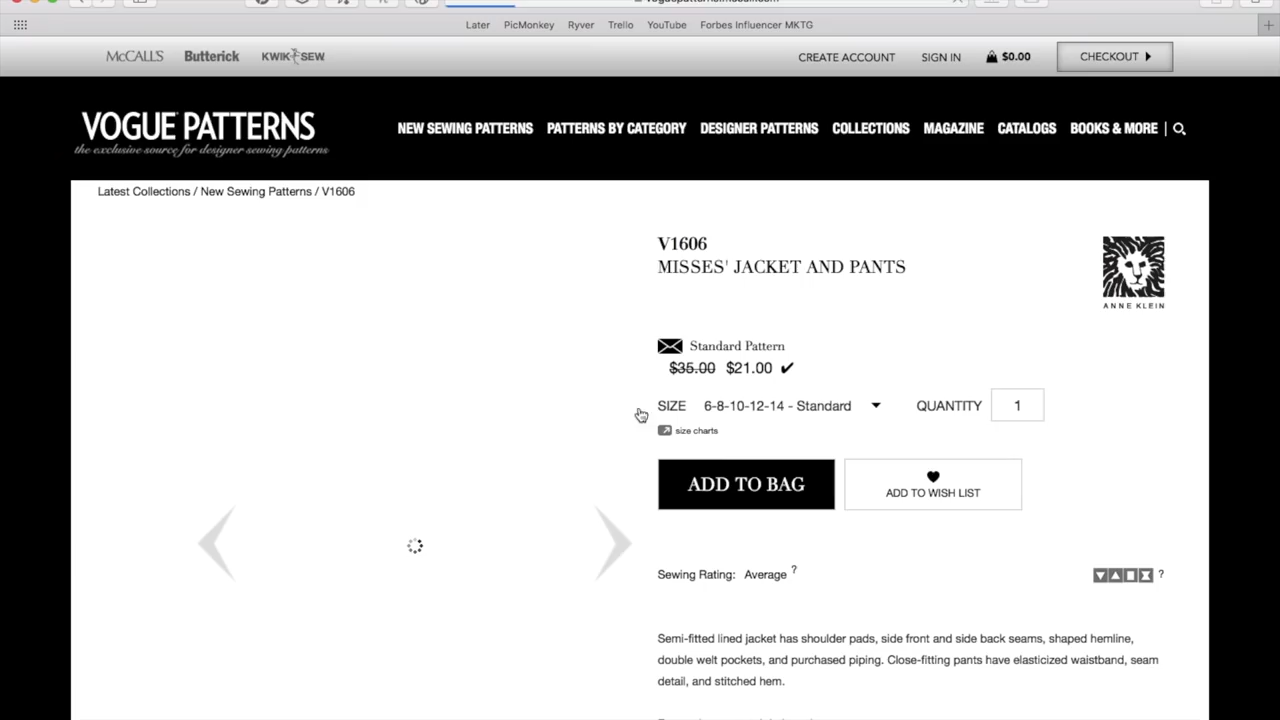 Later PicMonkey Ryver Trello YouTube Forbes Influencer MKTG
McCALL'S Butterick KWIK SEW CREATE ACCOUNT SIGN IN $0.00 CHECKOUT
VOGUE PATTERNS
the exclusive source for designer sewing patterns
NEW SEWING PATTERNS PATTERNS BY CATEGORY DESIGNER PATTERNS COLLECTIONS MAGAZINE CATALOGS BOOKS & MORE
Latest Collections / New Sewing Patterns / V1606
V1606
MISSES' JACKET AND PANTS
ANNE KLEIN
Standard Pattern
$35.00 $21.00 ✔
SIZE 6-8-10-12-14 - Standard QUANTITY 1
size charts
ADD TO BAG
ADD TO WISH LIST
Sewing Rating: Average ? ?
Semi-fitted lined jacket has shoulder pads, side front and side back seams, shaped hemline,
double welt pockets, and purchased piping. Close-fitting pants have elasticized waistband, seam
detail, and stitched hem.